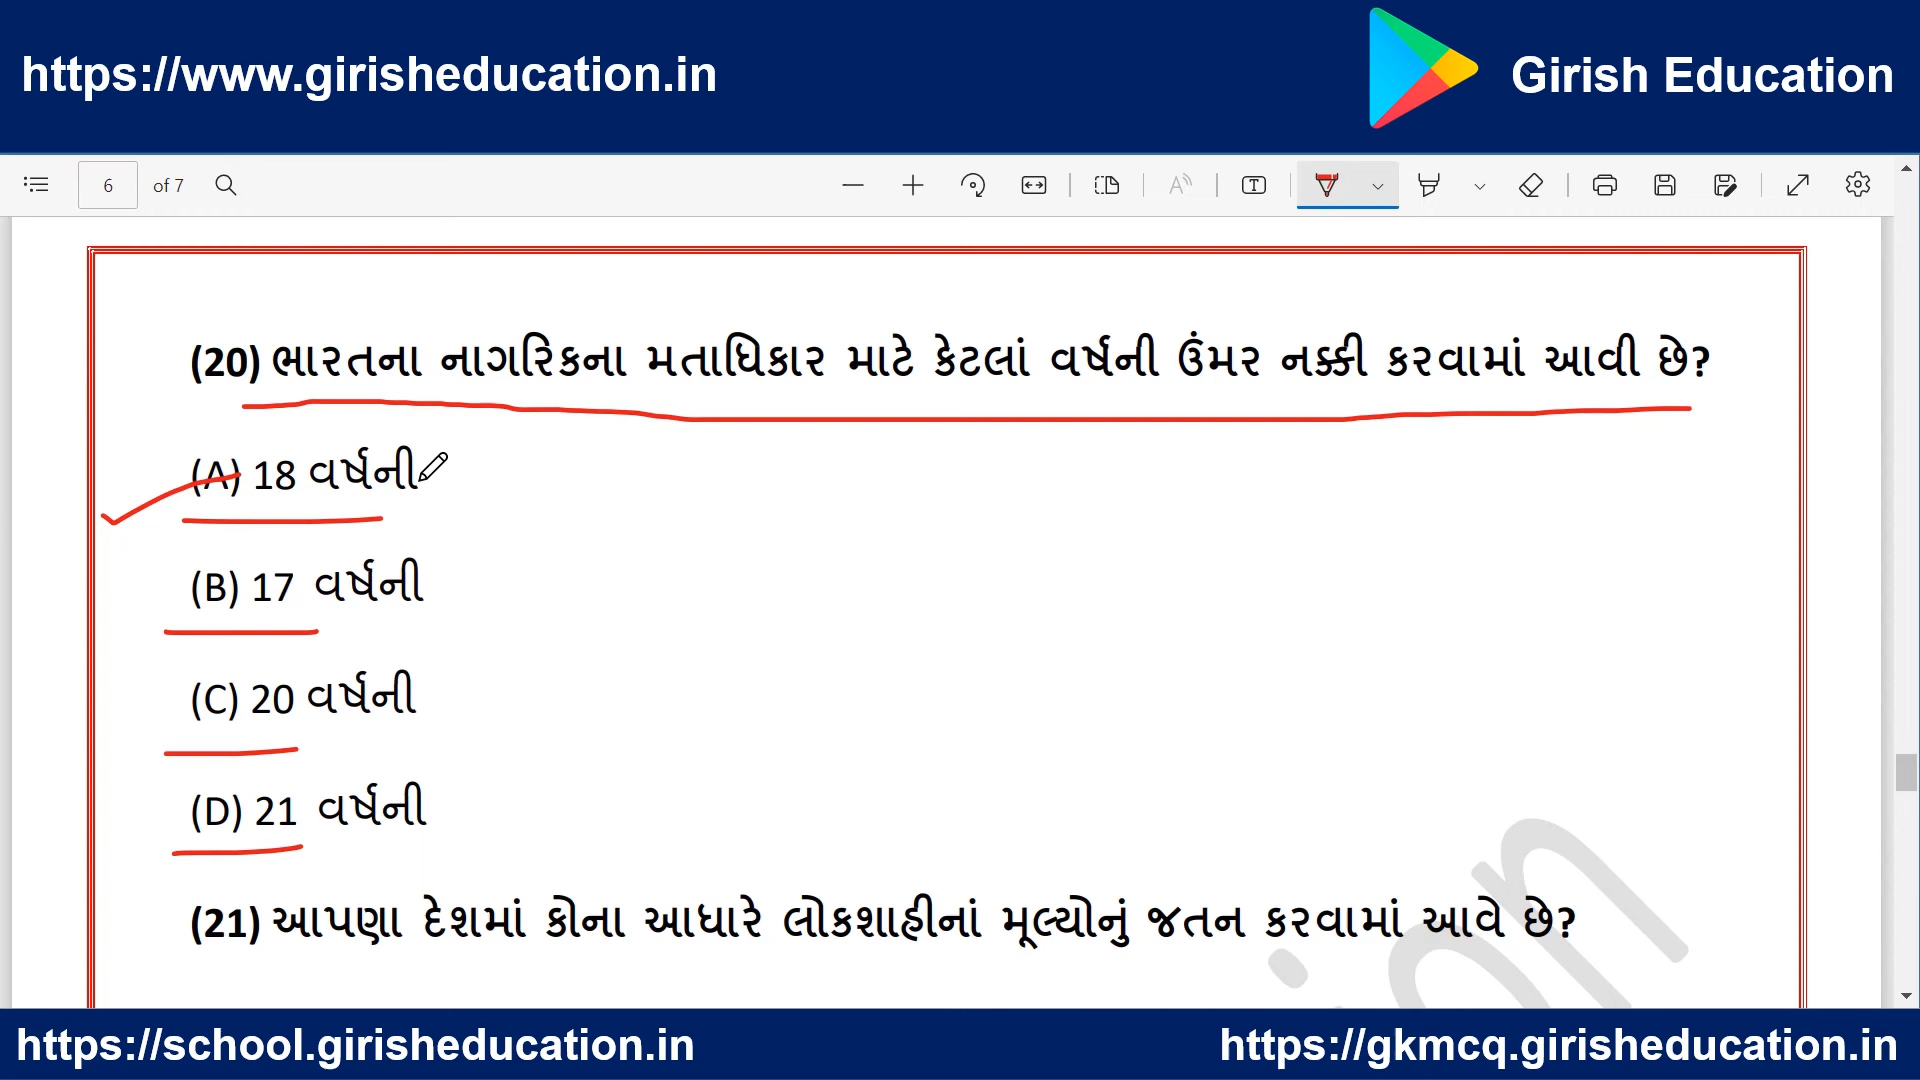 https://www.girisheducation.in
Girish Education
6 of 7
(20) ભારતના નાગરિકના મતાધિકાર માટે કેટલાં વર્ષની ઉંમર નક્કી કરવામાં આવી છે?
(A) 18 વર્ષની
(B) 17 વર્ષની
(C) 20 વર્ષની
(D) 21 વર્ષની
(21) આપણા દેશમાં કોના આધારે લોકશાહીનાં મૂલ્યોનું જતન કરવામાં આવે છે?
https://school.girisheducation.in
https://gkmcq.girisheducation.in